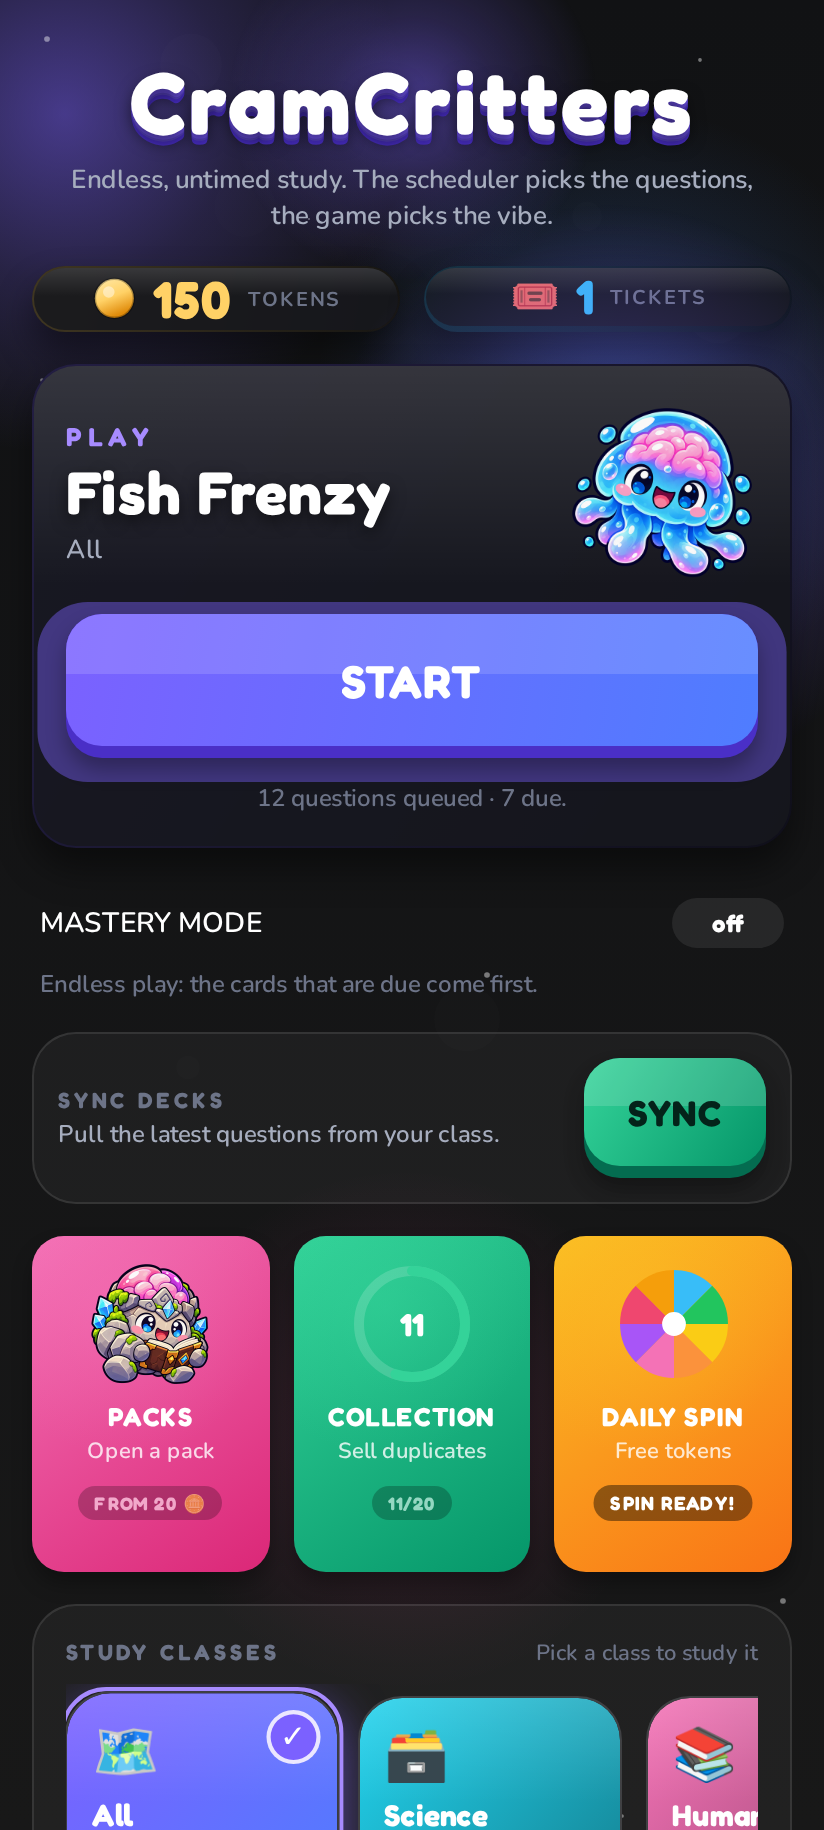 CramCritters
Endless, untimed study. The scheduler picks the questions,
the game picks the vibe.
150 TOKENS
1 TICKETS
PLAY
Fish Frenzy
All
START
12 questions queued · 7 due.
MASTERY MODE
off
Endless play: the cards that are due come first.
SYNC DECKS
Pull the latest questions from your class.
SYNC
PACKS
Open a pack
FROM 20
11
COLLECTION
Sell duplicates
11/20
DAILY SPIN
Free tokens
SPIN READY!
STUDY CLASSES
Pick a class to study it
All
Science
Human